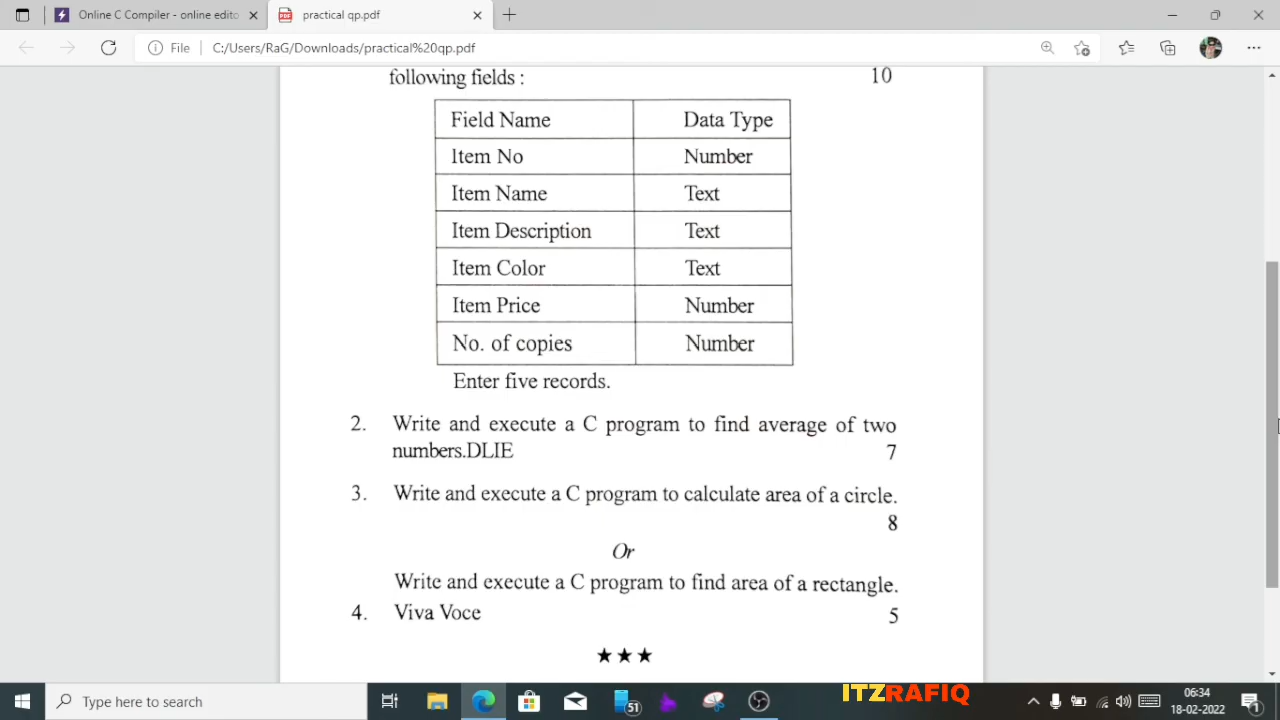 Online C Compiler - online edito
practical qp.pdf
File
C:/Users/RaG/Downloads/practical%20qp.pdf
following fields : 10
Field Name Data Type
Item No Number
Item Name Text
Item Description Text
Item Color Text
Item Price Number
No. of copies Number
Enter five records.
2. Write and execute a C program to find average of two
numbers.DLIE 7
3. Write and execute a C program to calculate area of a circle.
8
Or
Write and execute a C program to find area of a rectangle.
4. Viva Voce 5
★★★
Type here to search
51
ITZRAFIQ
06:34
18-02-2022
1